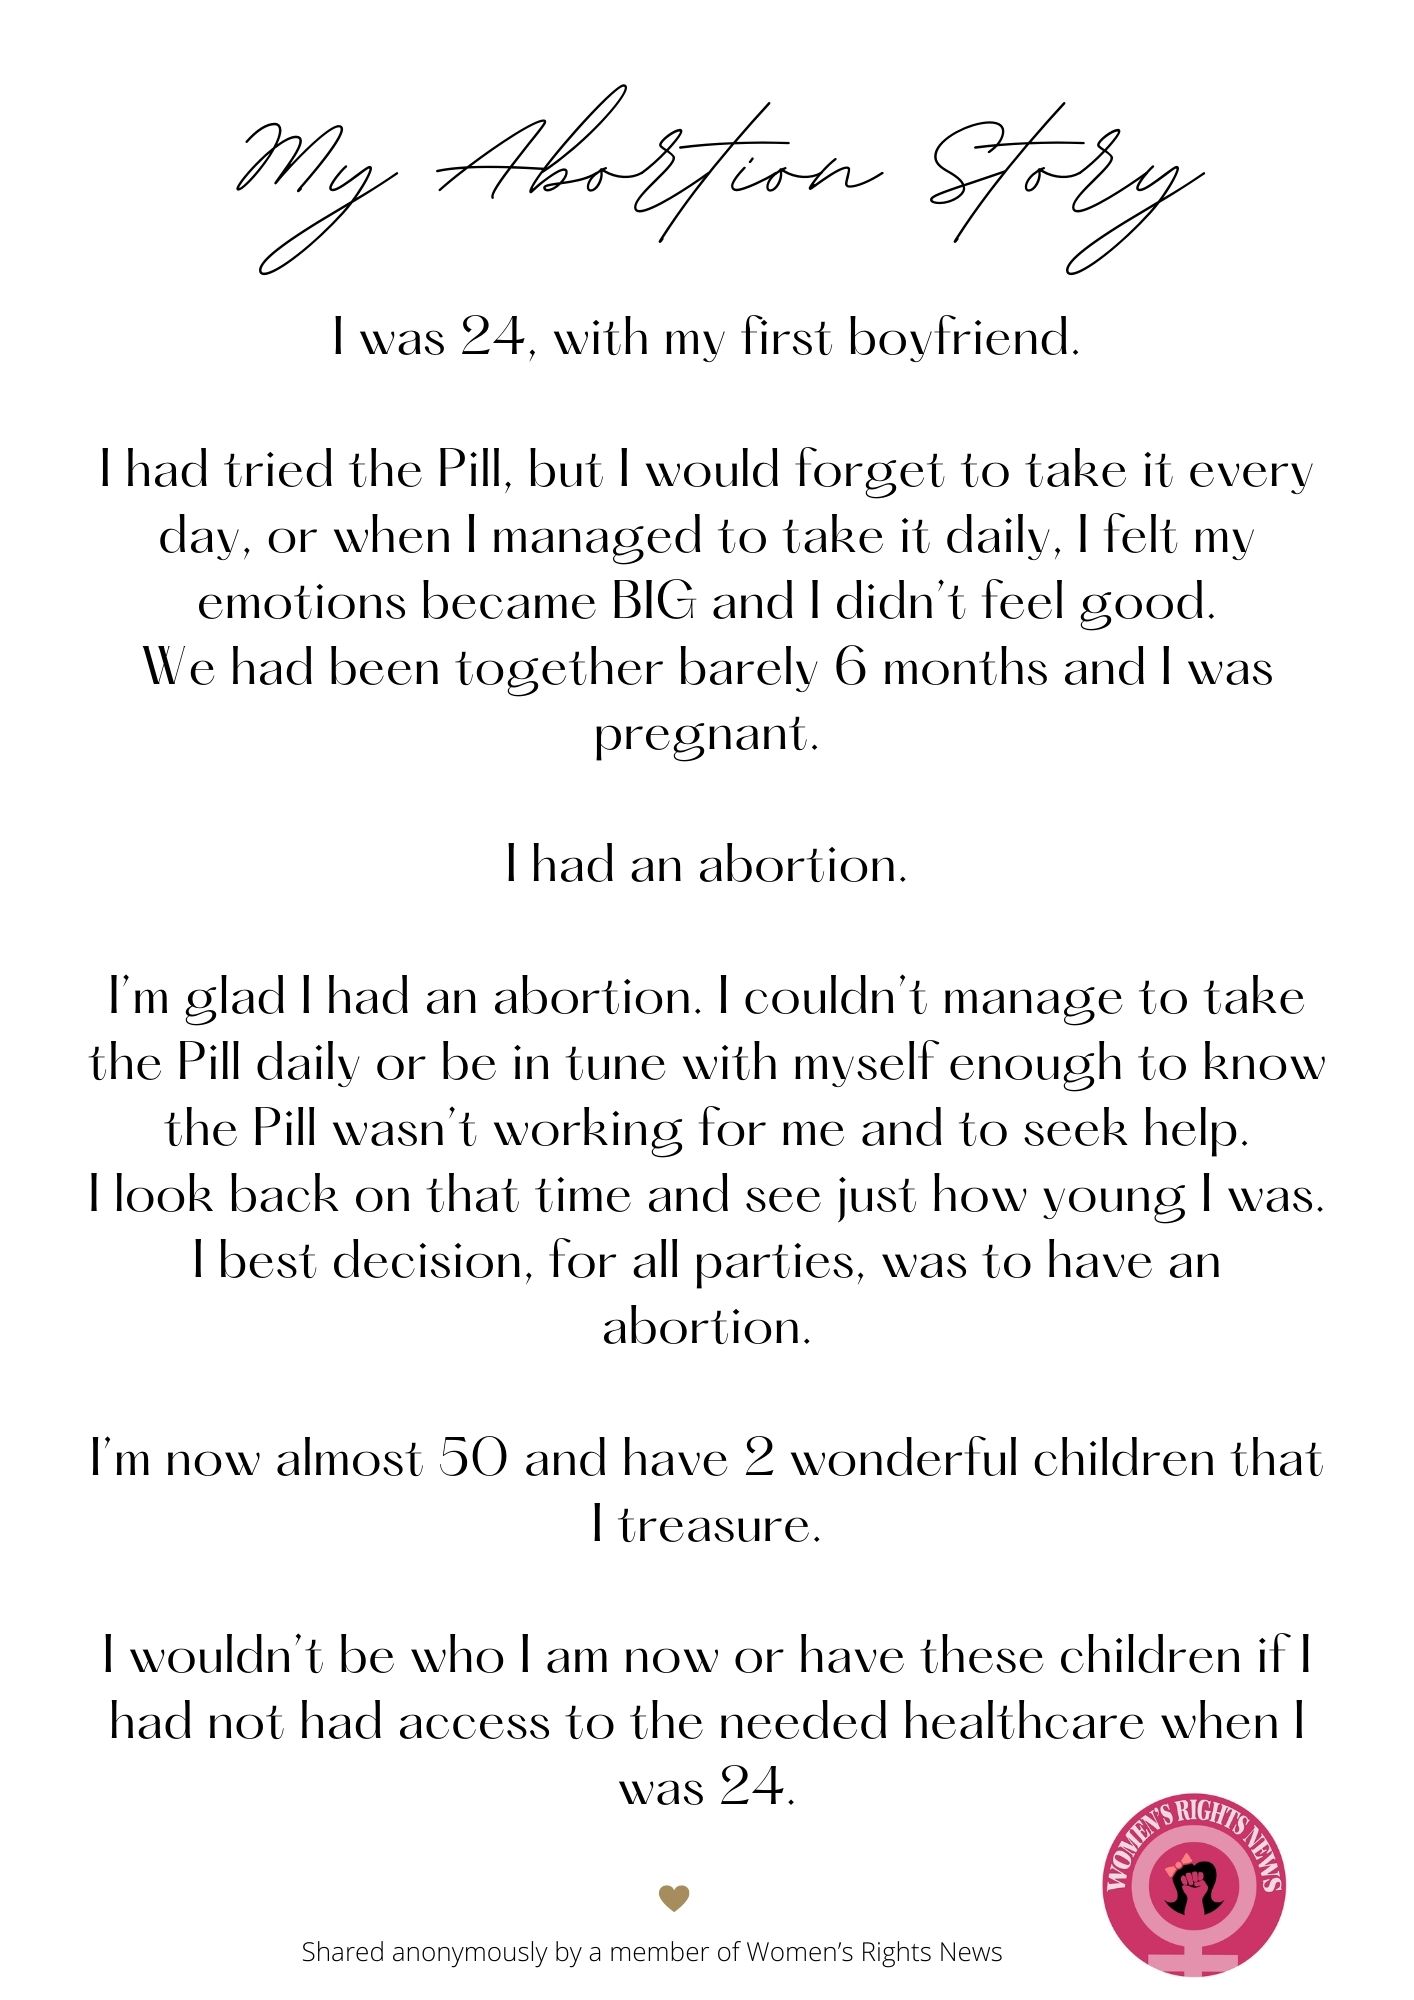 My Abortion Story
I was 24, with my first boyfriend.
I had tried the Pill, but I would forget to take it every
day, or when I managed to take it daily, I felt my
emotions became BIG and I didn't feel good.
We had been together barely 6 months and I was
pregnant.
I had an abortion.
I'm glad I had an abortion. I couldn't manage to take
the Pill daily or be in tune with myself enough to know
the Pill wasn't working for me and to seek help.
I look back on that time and see just how young I was.
I best decision, for all parties, was to have an
abortion.
I'm now almost 50 and have 2 wonderful children that
I treasure.
I wouldn't be who I am now or have these children if I
had not had access to the needed healthcare when I
was 24.
WOMEN'S RIGHTS NEWS
Shared anonymously by a member of Women's Rights News